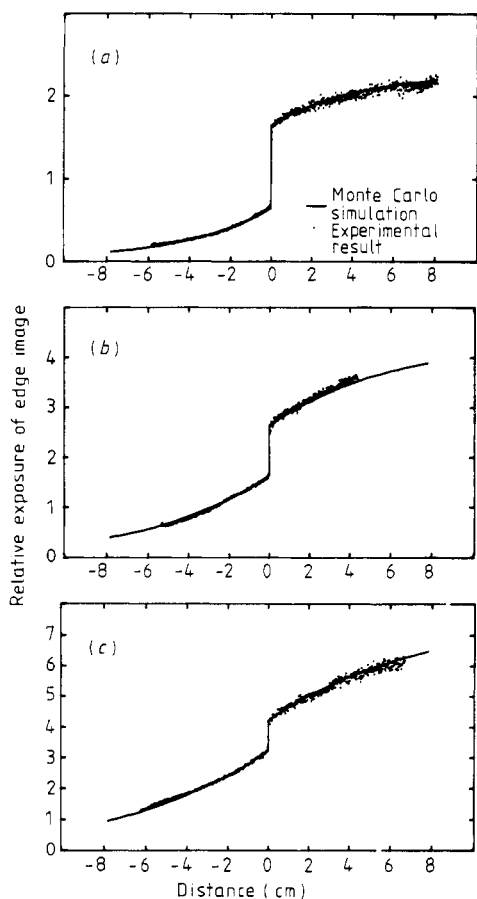 Relative exposure of edge image
(a)
2
1
0
— Monte Carlo
simulation
Experimental
result
-8 -6 -4 -2 0 2 4 6 8
(b)
4
3
2
1
0
-8 -6 -4 -2 0 2 4 6 8
(c)
7
6
5
4
3
2
1
0
-8 -6 -4 -2 0 2 4 6 8
Distance (cm)